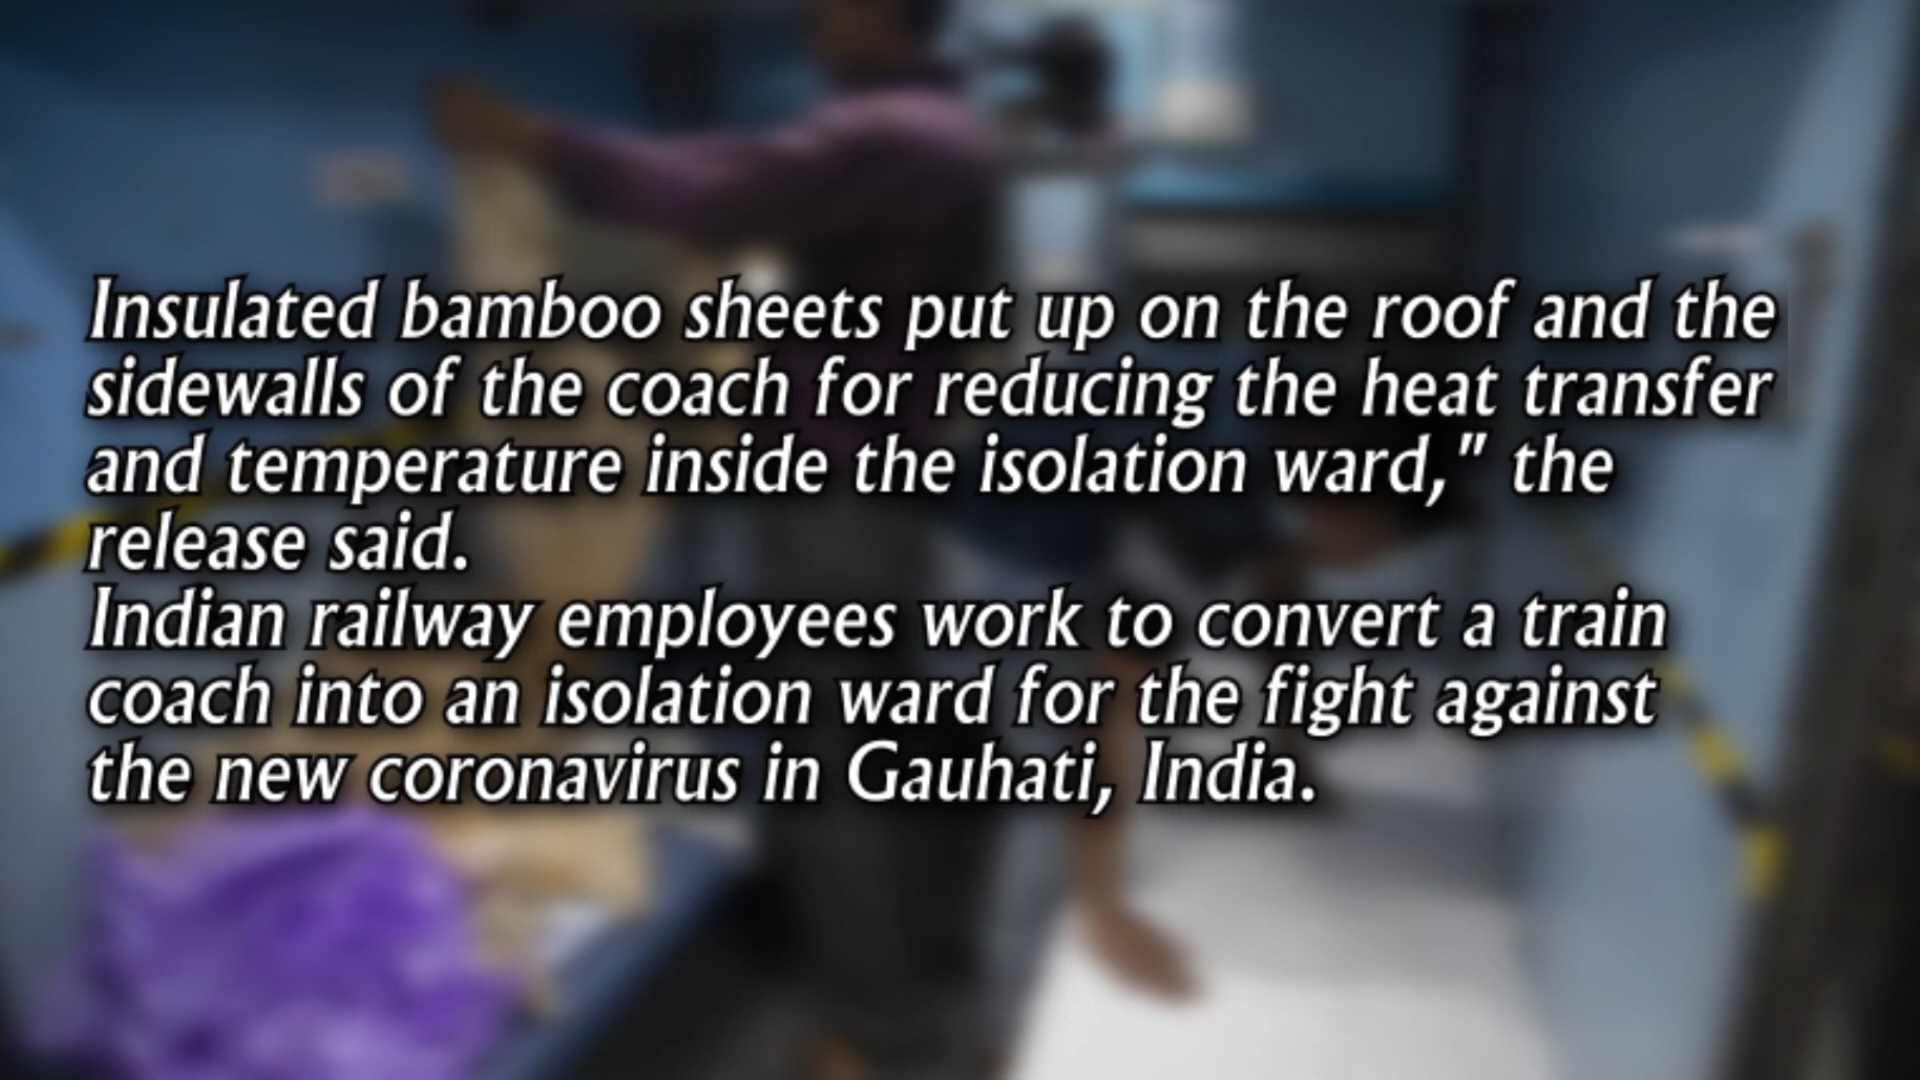 Insulated bamboo sheets put up on the roof and the
sidewalls of the coach for reducing the heat transfer
and temperature inside the isolation ward," the
release said.
Indian railway employees work to convert a train
coach into an isolation ward for the fight against
the new coronavirus in Gauhati, India.